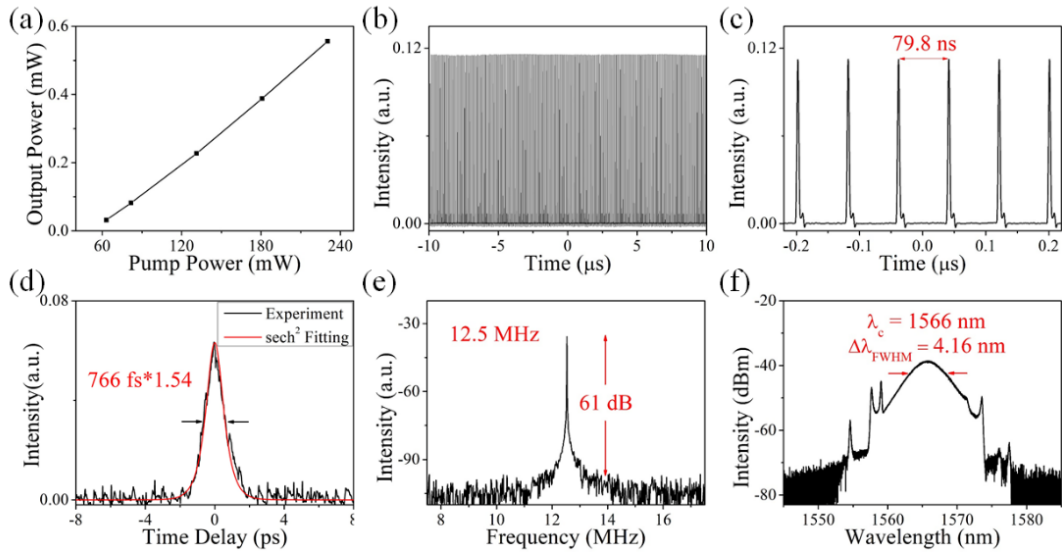 (a)
0.6
0.4
0.2
0.0
60 120 180 240
Output Power (mW)
Pump Power (mW)
(b)
0.12
0.00
-10 -5 0 5 10
Intensity (a.u.)
Time (μs)
(c)
79.8 ns
0.12
0.00
-0.2 -0.1 0.0 0.1 0.2
Intensity (a.u.)
Time (μs)
(d)
0.08
0.00
Experiment
sech² Fitting
766 fs*1.54
-8 -4 0 4 8
Intensity(a.u.)
Time Delay (ps)
(e)
-30
-60
-90
12.5 MHz
61 dB
8 10 12 14 16
Intensity (a.u.)
Frequency (MHz)
(f)
-20
-40
-60
-80
λc = 1566 nm
ΔλFWHM = 4.16 nm
1550 1560 1570 1580
Intensity (dBm)
Wavelength (nm)